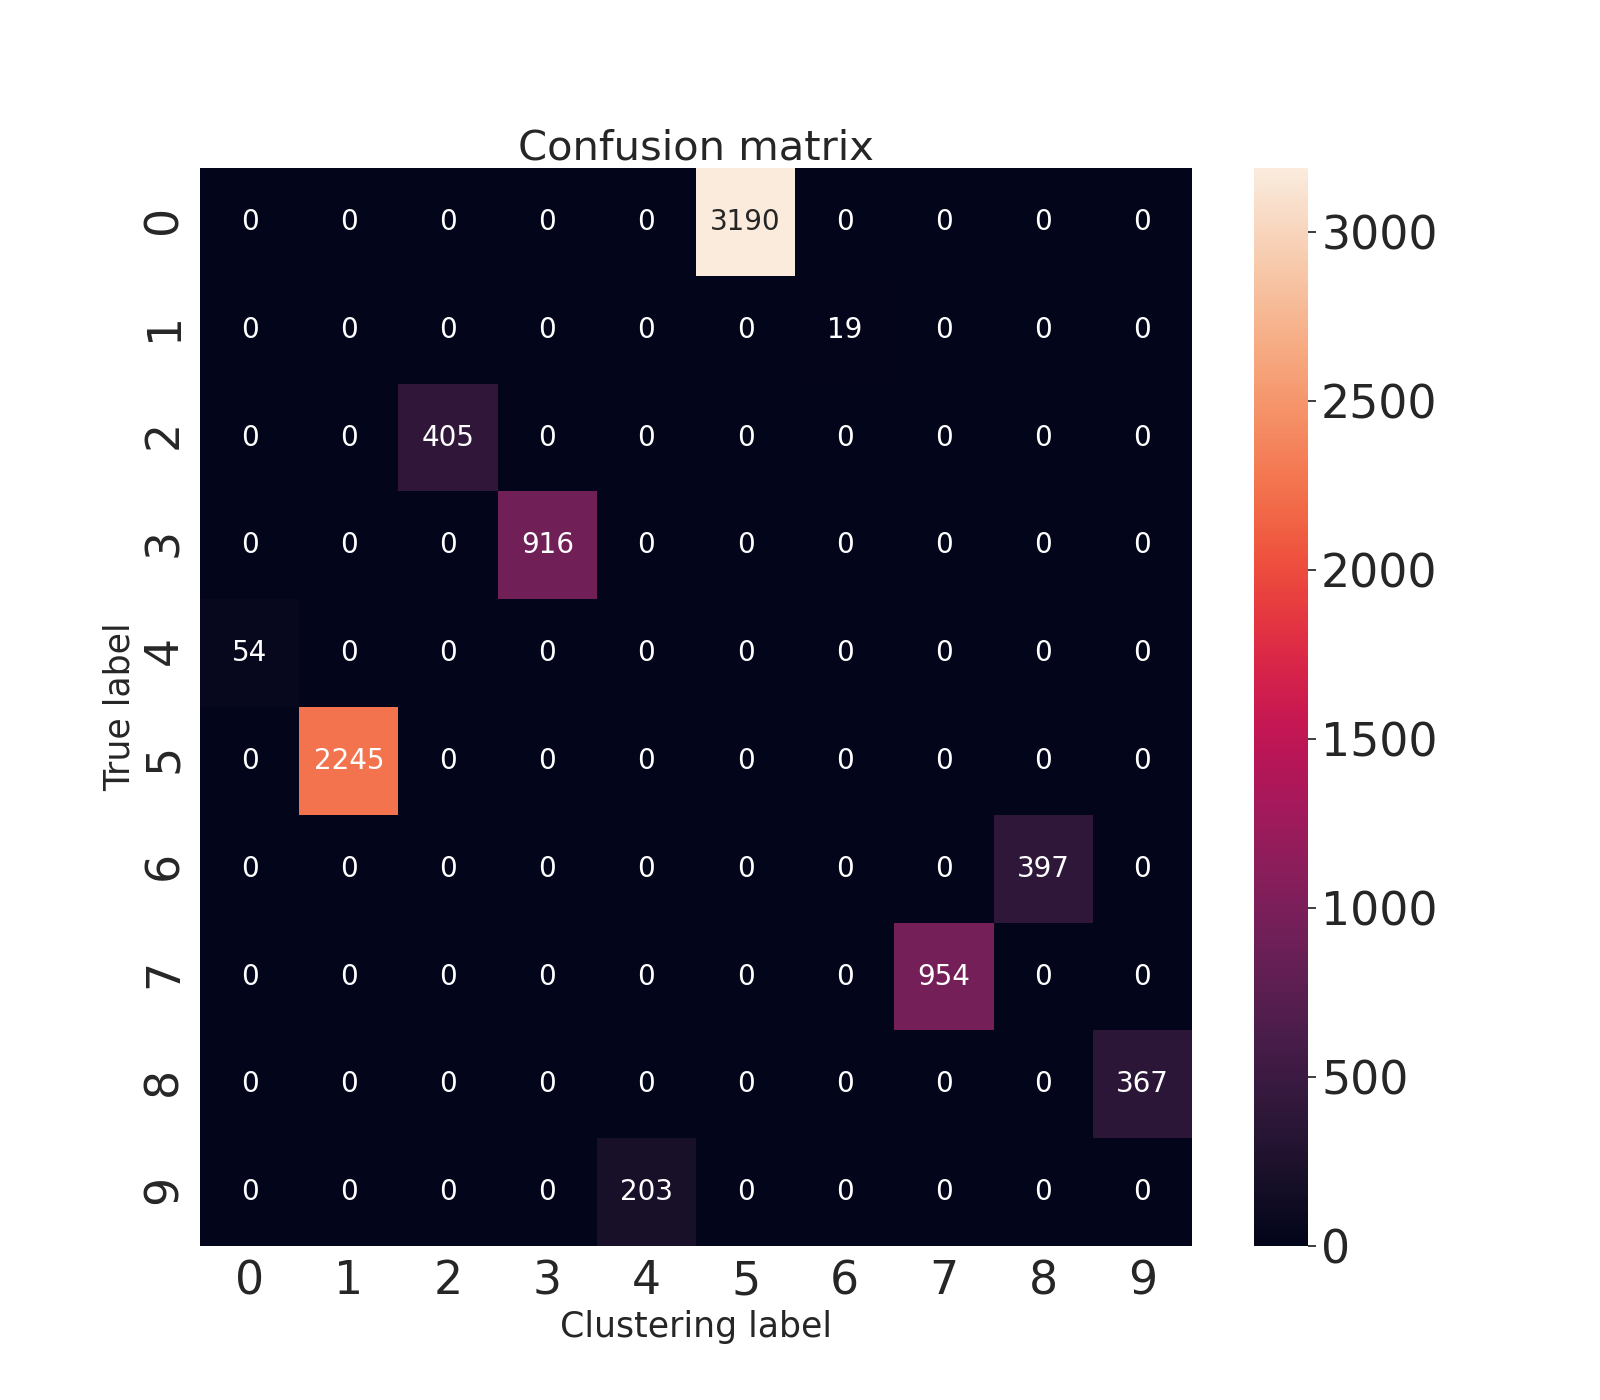 Confusion matrix
0 0 0 0 0 0 3190 0 0 0 0
1 0 0 0 0 0 0 19 0 0 0
2 0 0 405 0 0 0 0 0 0 0
3 0 0 0 916 0 0 0 0 0 0
4 54 0 0 0 0 0 0 0 0 0
5 0 2245 0 0 0 0 0 0 0 0
6 0 0 0 0 0 0 0 0 397 0
7 0 0 0 0 0 0 0 954 0 0
8 0 0 0 0 0 0 0 0 0 367
9 0 0 0 0 203 0 0 0 0 0
0 1 2 3 4 5 6 7 8 9
Clustering label
True label
3000
2500
2000
1500
1000
500
0